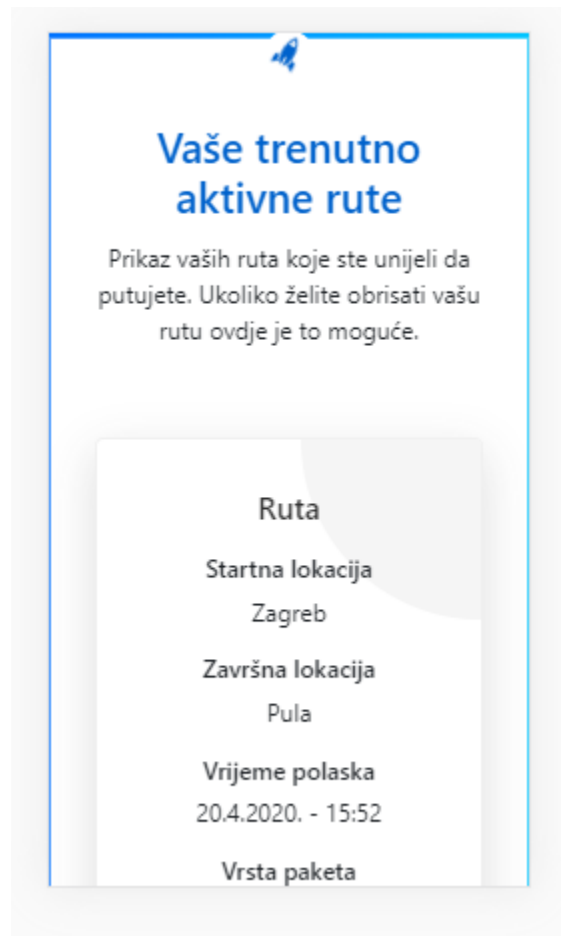 Vaše trenutno
aktivne rute
Prikaz vaših ruta koje ste unijeli da
putujete. Ukoliko želite obrisati vašu
rutu ovdje je to moguće.
Ruta
Startna lokacija
Zagreb
Završna lokacija
Pula
Vrijeme polaska
20.4.2020. - 15:52
Vrsta paketa